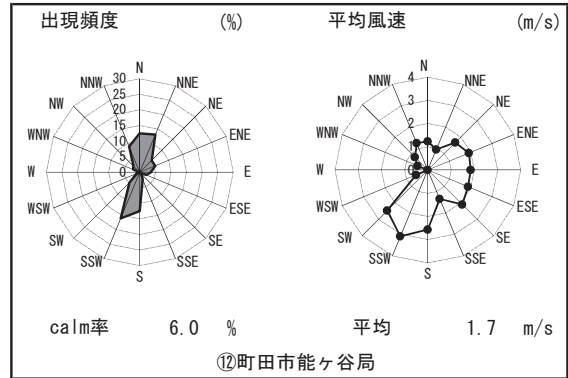 出現頻度 (%)
N
NNE
NE
ENE
E
ESE
SE
SSE
S
SSW
SW
WSW
W
WNW
NW
NNW
30
25
20
15
10
5
0
calm率 6.0 %
平均風速 (m/s)
N
NNE
NE
ENE
E
ESE
SE
SSE
S
SSW
SW
WSW
W
WNW
NW
NNW
4
3
2
1
0
平均 1.7 m/s
⑫町田市能ヶ谷局